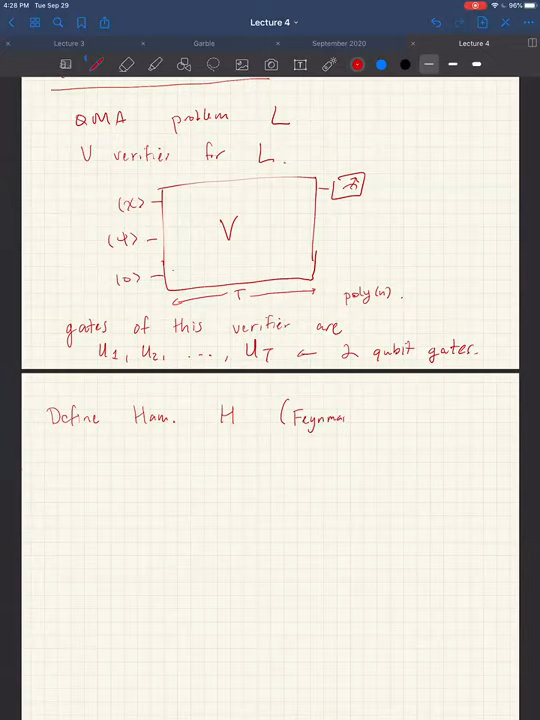 4:28 PM Tue Sep 29
96%
Lecture 4
Lecture 3
Garble
September 2020
Lecture 4
QMA problem L
V verifier for L.
|x⟩
|ψ⟩
V
|0⟩
T
poly(n).
gates of this verifier are
U1, U2, ..., UT ← 2 qubit gates.
Define Ham. H (Feynman